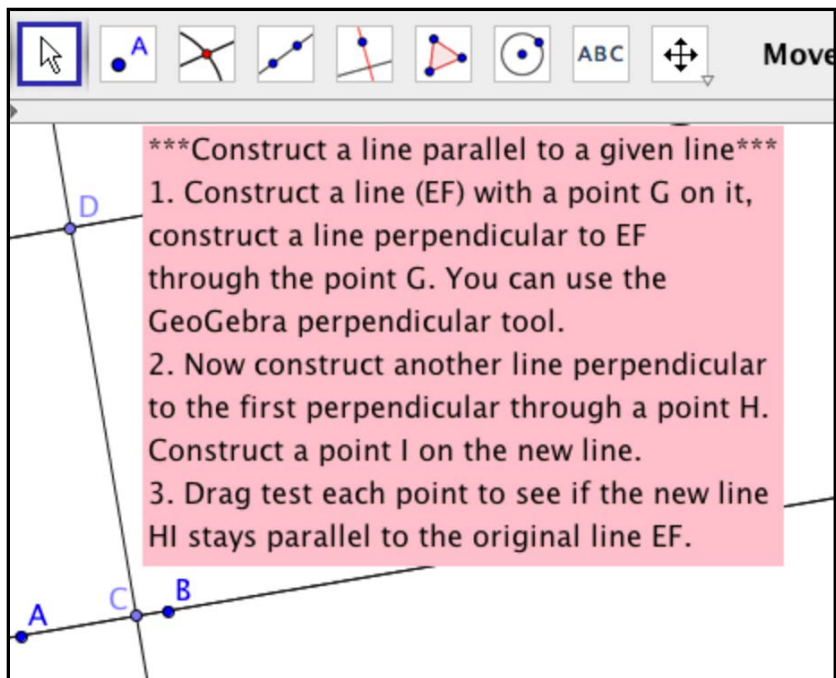 A
ABC
Move
***Construct a line parallel to a given line***
1. Construct a line (EF) with a point G on it,
construct a line perpendicular to EF
through the point G. You can use the
GeoGebra perpendicular tool.
2. Now construct another line perpendicular
to the first perpendicular through a point H.
Construct a point I on the new line.
3. Drag test each point to see if the new line
HI stays parallel to the original line EF.
D
C
B
A